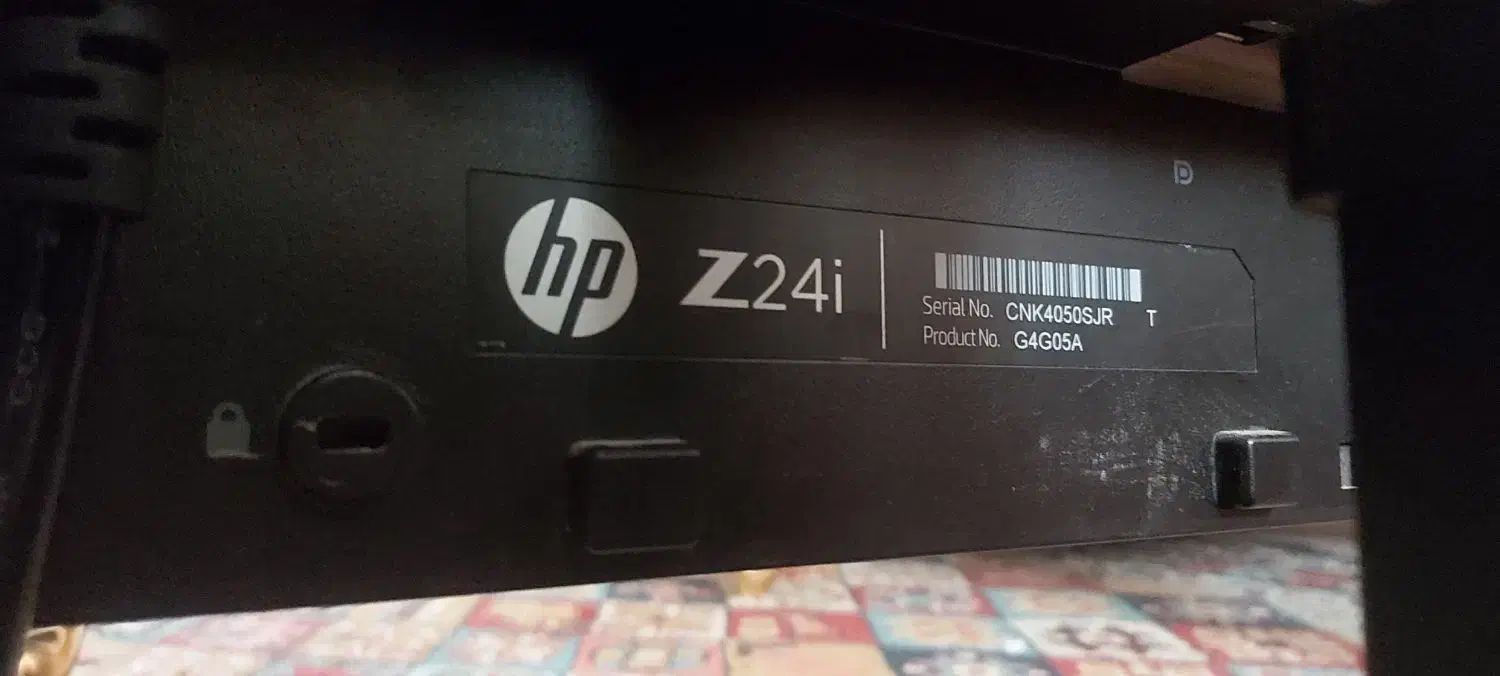 hp Z24i
Serial No. CNK4050SJR T
Product No. G4G05A